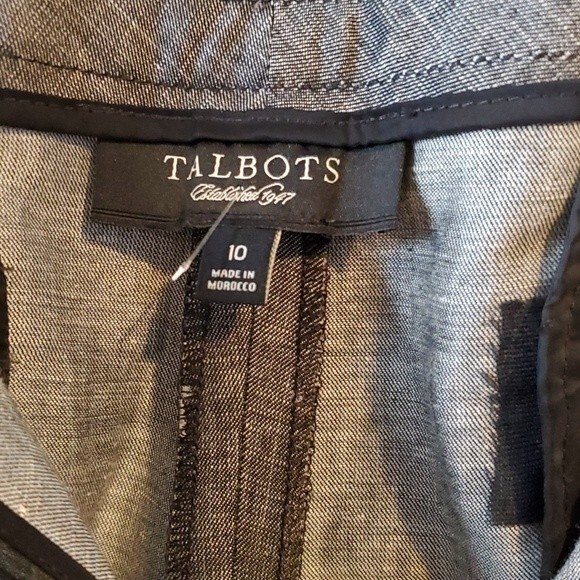 TALBOTS
Established 1947
10
MADE IN
MOROCCO